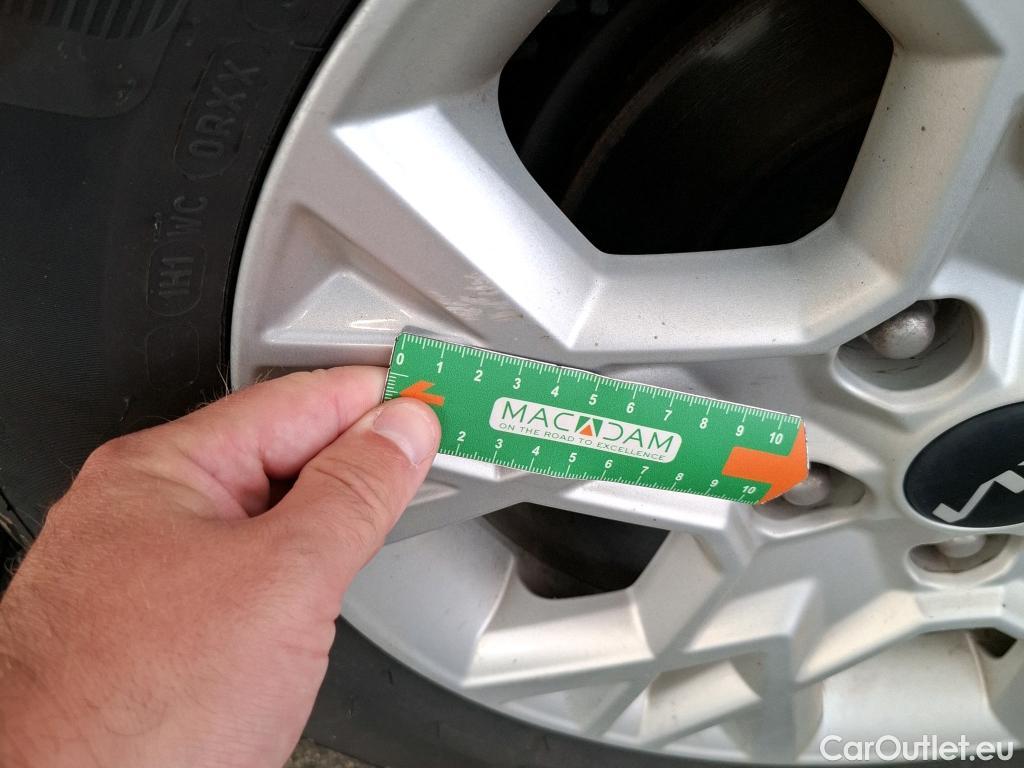 0RXX
1H1 WC
0 1 2 3 4 5 6 7 8 9 10
MACADAM
ON THE ROAD TO EXCELLENCE
2 3 4 5 6 7 8 9 10
CarOutlet.eu